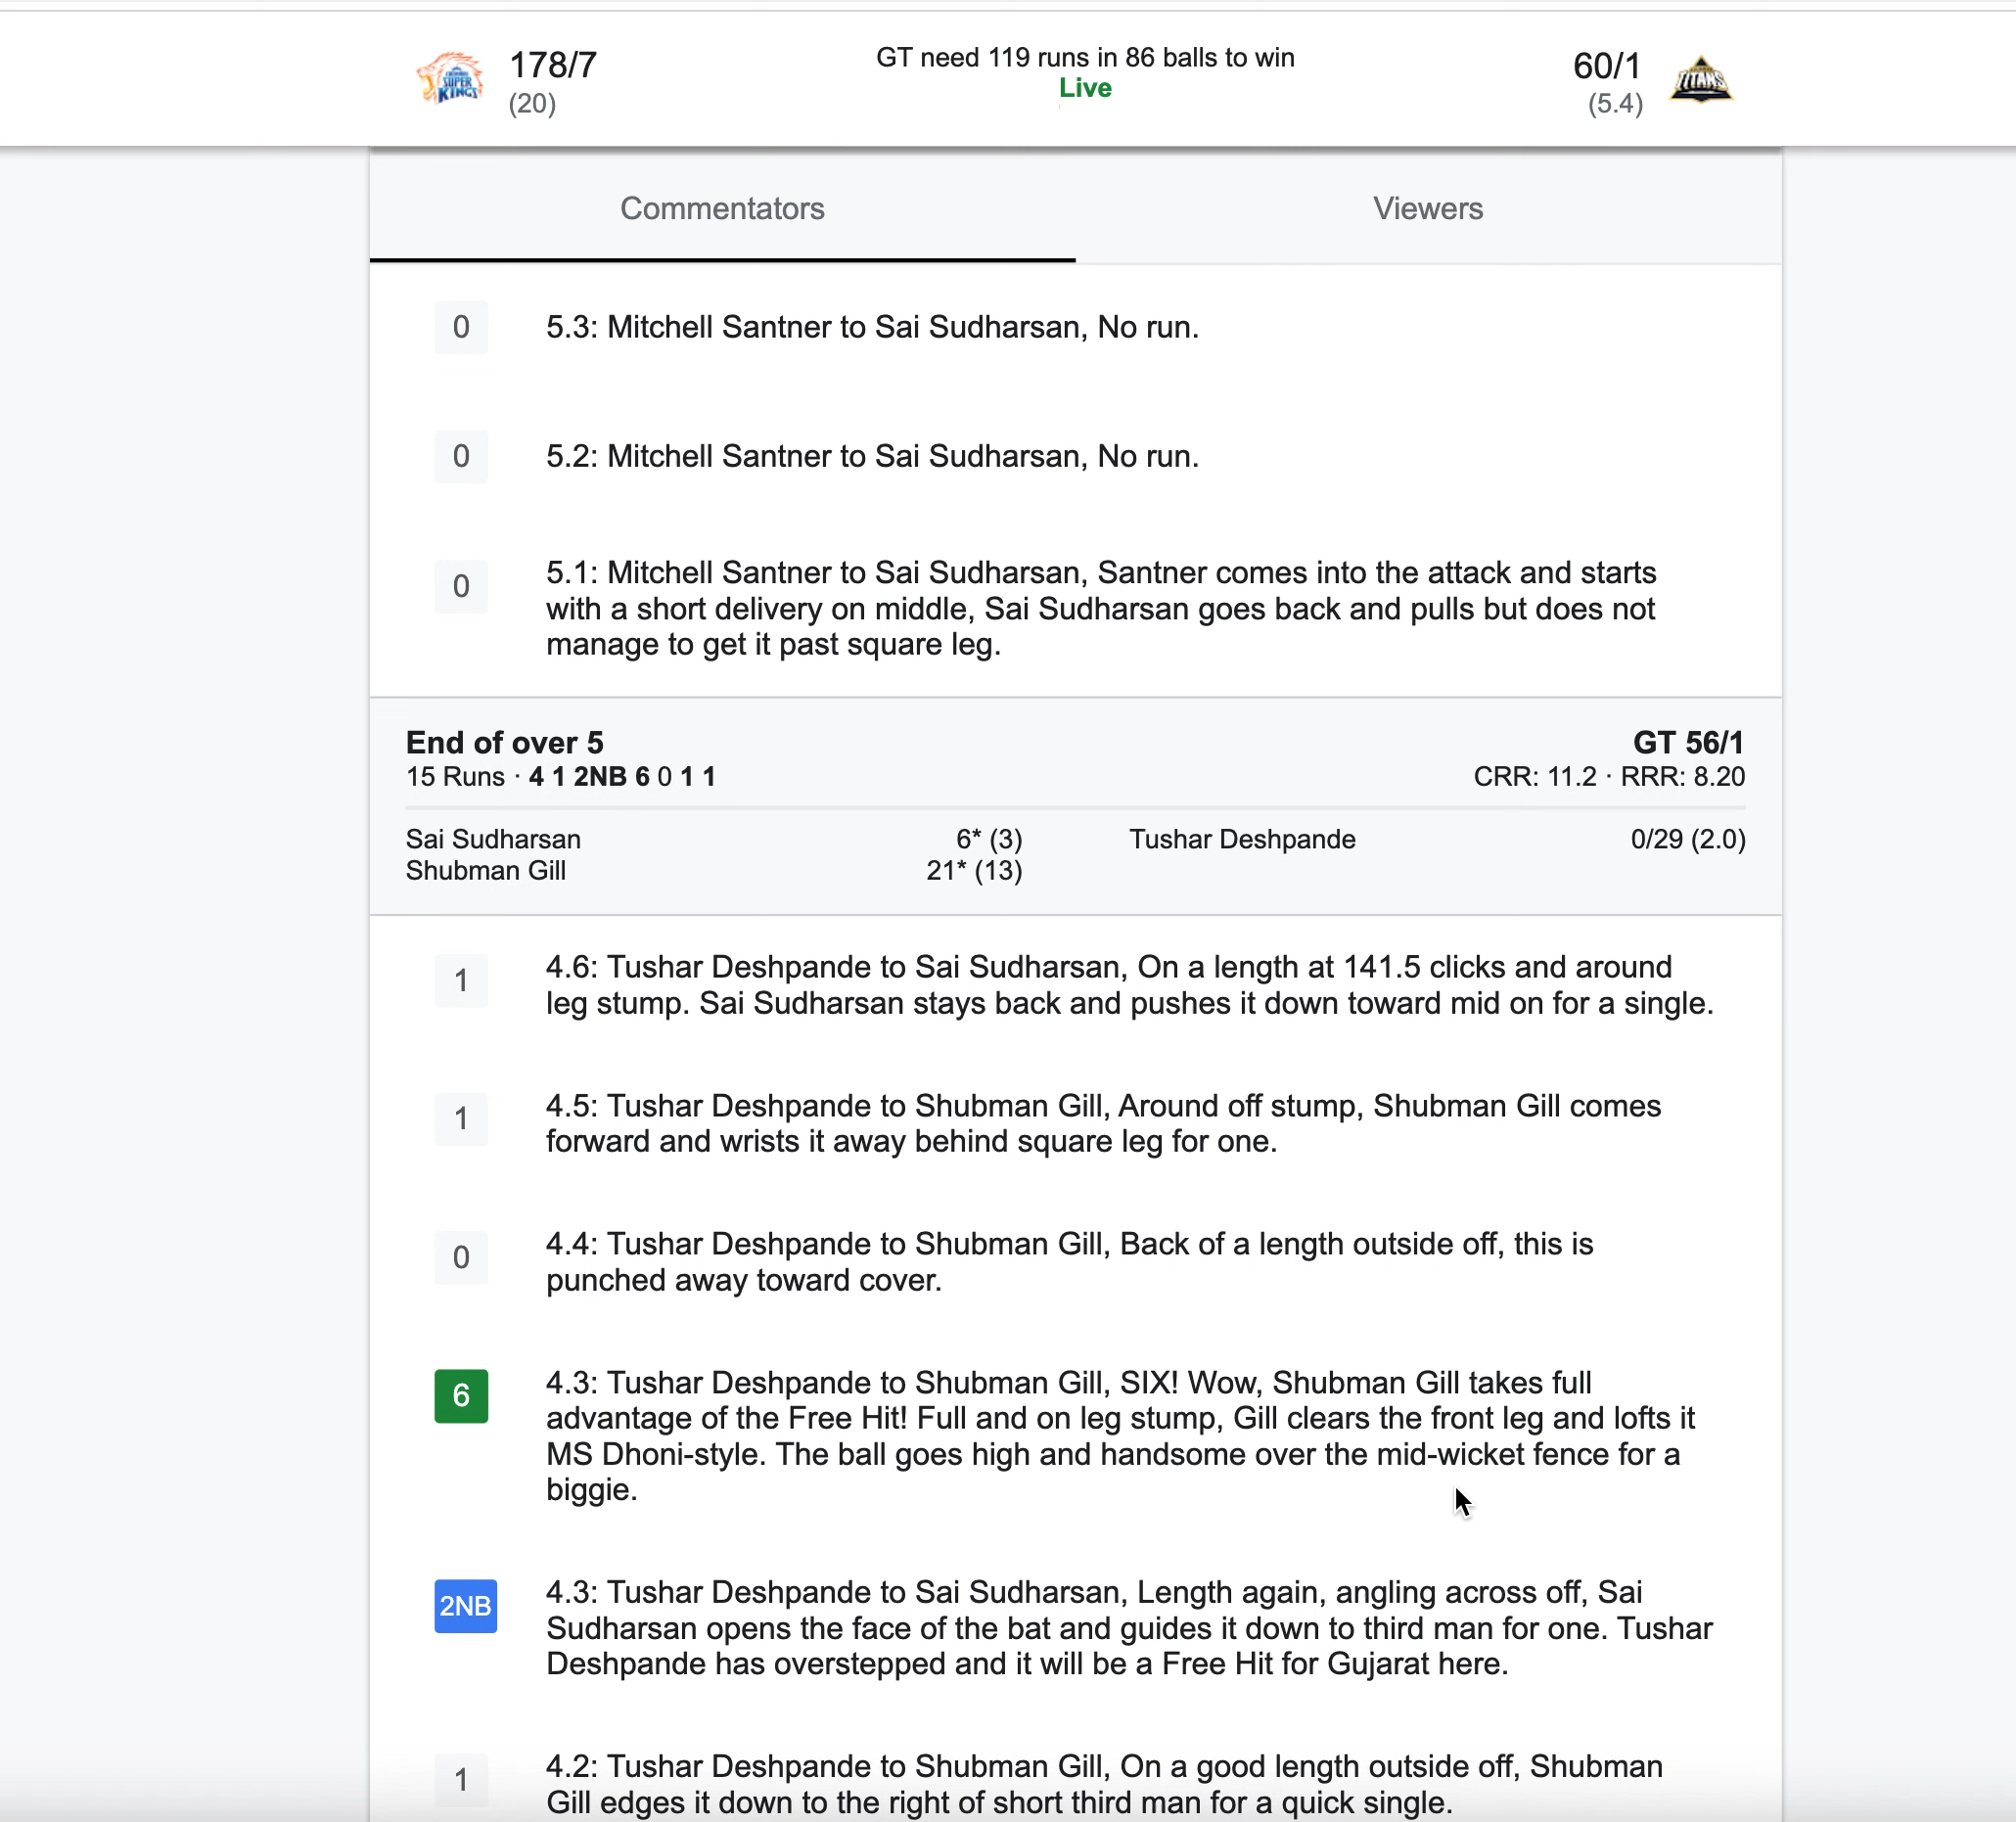 SUPER
KINGS
178/7
(20)
GT need 119 runs in 86 balls to win
Live
60/1
(5.4)
TITANS
Commentators
Viewers
0
5.3: Mitchell Santner to Sai Sudharsan, No run.
0
5.2: Mitchell Santner to Sai Sudharsan, No run.
0
5.1: Mitchell Santner to Sai Sudharsan, Santner comes into the attack and starts
with a short delivery on middle, Sai Sudharsan goes back and pulls but does not
manage to get it past square leg.
End of over 5
GT 56/1
15 Runs · 4 1 2NB 6 0 1 1
CRR: 11.2 · RRR: 8.20
Sai Sudharsan 6* (3)
Tushar Deshpande 0/29 (2.0)
Shubman Gill 21* (13)
1
4.6: Tushar Deshpande to Sai Sudharsan, On a length at 141.5 clicks and around
leg stump. Sai Sudharsan stays back and pushes it down toward mid on for a single.
1
4.5: Tushar Deshpande to Shubman Gill, Around off stump, Shubman Gill comes
forward and wrists it away behind square leg for one.
0
4.4: Tushar Deshpande to Shubman Gill, Back of a length outside off, this is
punched away toward cover.
6
4.3: Tushar Deshpande to Shubman Gill, SIX! Wow, Shubman Gill takes full
advantage of the Free Hit! Full and on leg stump, Gill clears the front leg and lofts it
MS Dhoni-style. The ball goes high and handsome over the mid-wicket fence for a
biggie.
2NB
4.3: Tushar Deshpande to Sai Sudharsan, Length again, angling across off, Sai
Sudharsan opens the face of the bat and guides it down to third man for one. Tushar
Deshpande has overstepped and it will be a Free Hit for Gujarat here.
1
4.2: Tushar Deshpande to Shubman Gill, On a good length outside off, Shubman
Gill edges it down to the right of short third man for a quick single.